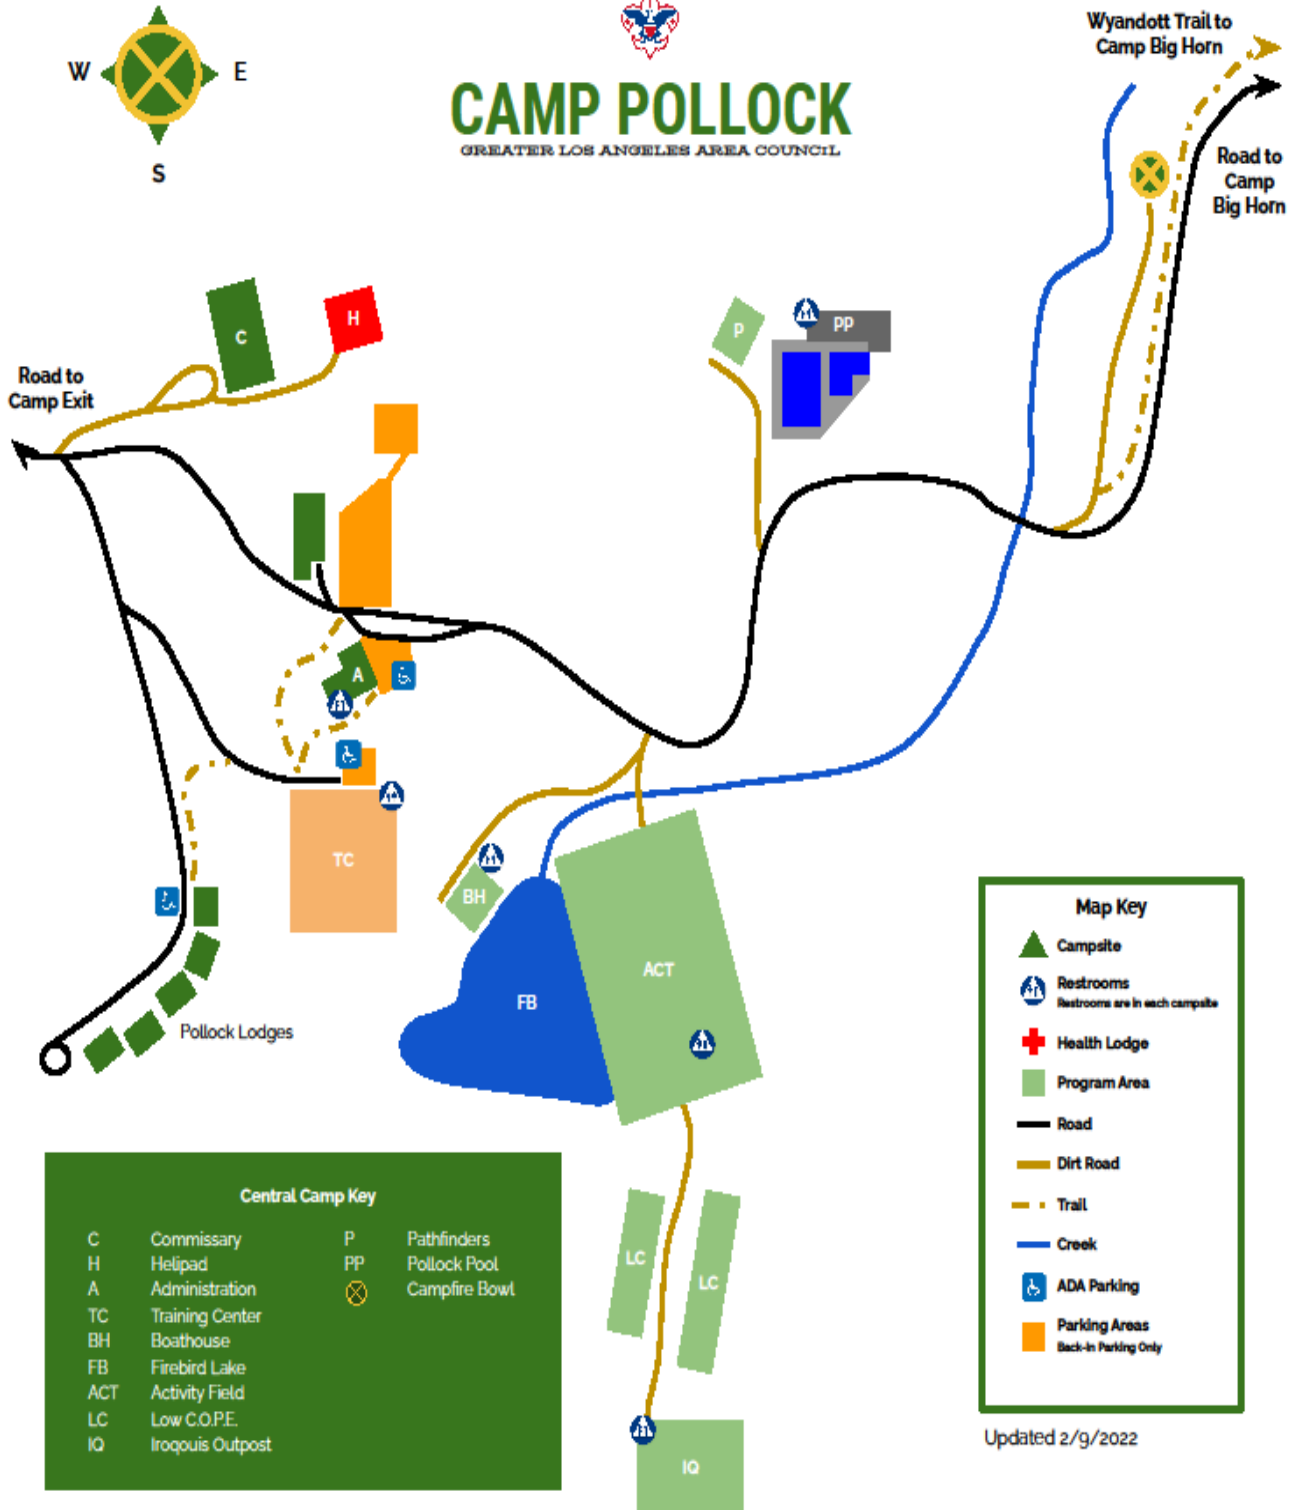 W
E
S
CAMP POLLOCK
GREATER LOS ANGELES AREA COUNCIL
Wyandott Trail to
Camp Big Horn
Road to
Camp
Big Horn
C
H
P
PP
Road to
Camp Exit
A
TC
BH
ACT
FB
Pollock Lodges
LC
LC
IQ
Central Camp Key
C Commissary
H Helipad
A Administration
TC Training Center
BH Boathouse
FB Firebird Lake
ACT Activity Field
LC Low C.O.P.E.
IQ Iroqouis Outpost
P Pathfinders
PP Pollock Pool
Campfire Bowl
Map Key
Campsite
Restrooms
Restrooms are in each campsite
Health Lodge
Program Area
Road
Dirt Road
Trail
Creek
ADA Parking
Parking Areas
Back-In Parking Only
Updated 2/9/2022